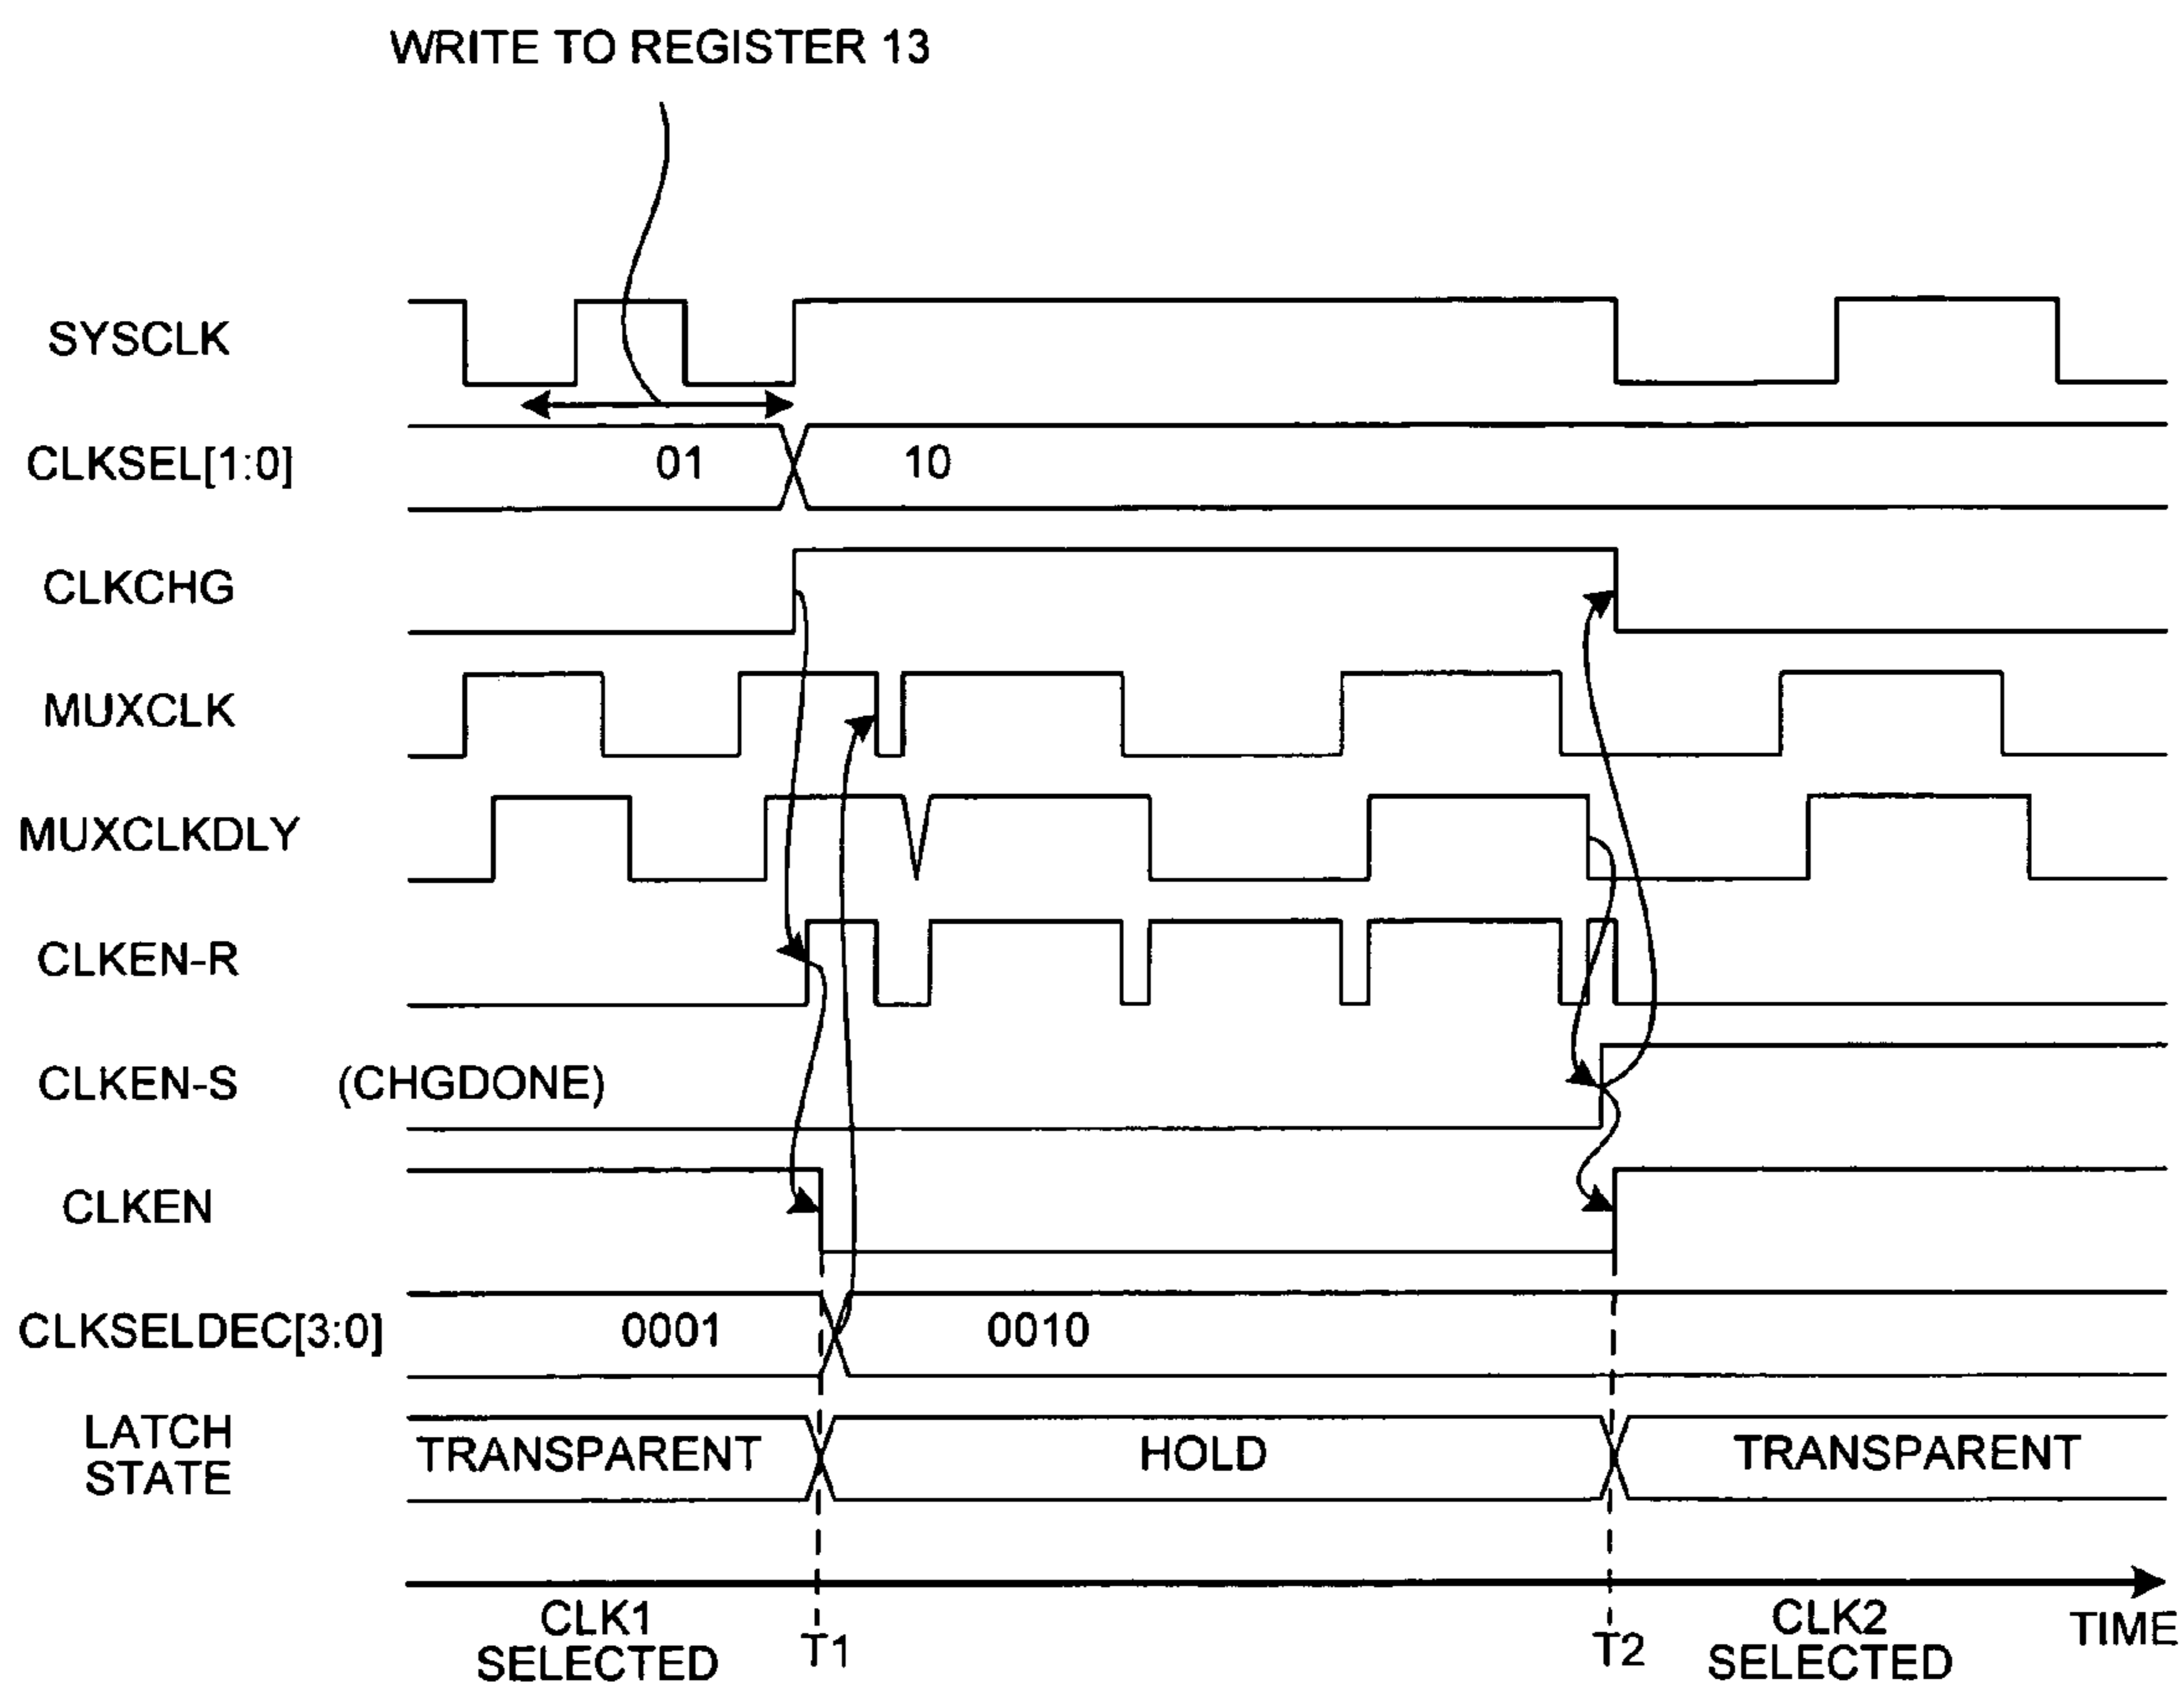 WRITE TO REGISTER 13
SYSCLK
CLKSEL[1:0]
01
10
CLKCHG
MUXCLK
MUXCLKDLY
CLKEN-R
CLKEN-S
(CHGDONE)
CLKEN
CLKSELDEC[3:0]
0001
0010
LATCH
STATE
TRANSPARENT
HOLD
TRANSPARENT
CLK1
SELECTED
T1
T2
CLK2
SELECTED
TIME